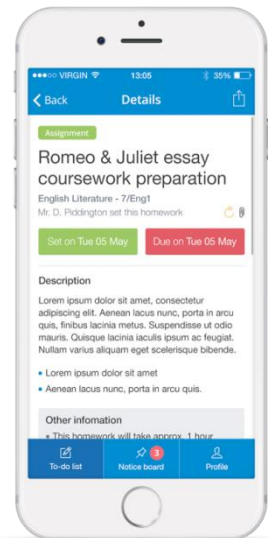 VIRGIN 13:05 35%
Back Details
Assignment
Romeo & Juliet essay
coursework preparation
English Literature - 7/Eng1
Mr. D. Piddington set this homework
Set on Tue 05 May Due on Tue 05 May
Description
Lorem ipsum dolor sit amet, consectetur
adipiscing elit. Aenean lacus nunc, porta in arcu
quis, finibus lacinia metus. Suspendisse ut odio
mauris. Quisque lacinia iaculis ipsum ac feugiat.
Nullam varius aliquam eget scelerisque bibende.
• Lorem ipsum dolor sit amet
• Aenean lacus nunc, porta in arcu quis.
Other infomation
• This homework will take approx. 1 hour
3
To-do list Notice board Profile